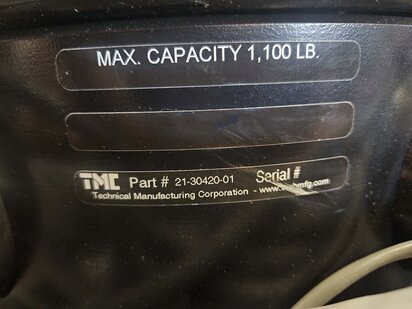 MAX. CAPACITY 1,100 LB.
TMC Part # 21-30420-01 Serial #
Technical Manufacturing Corporation -